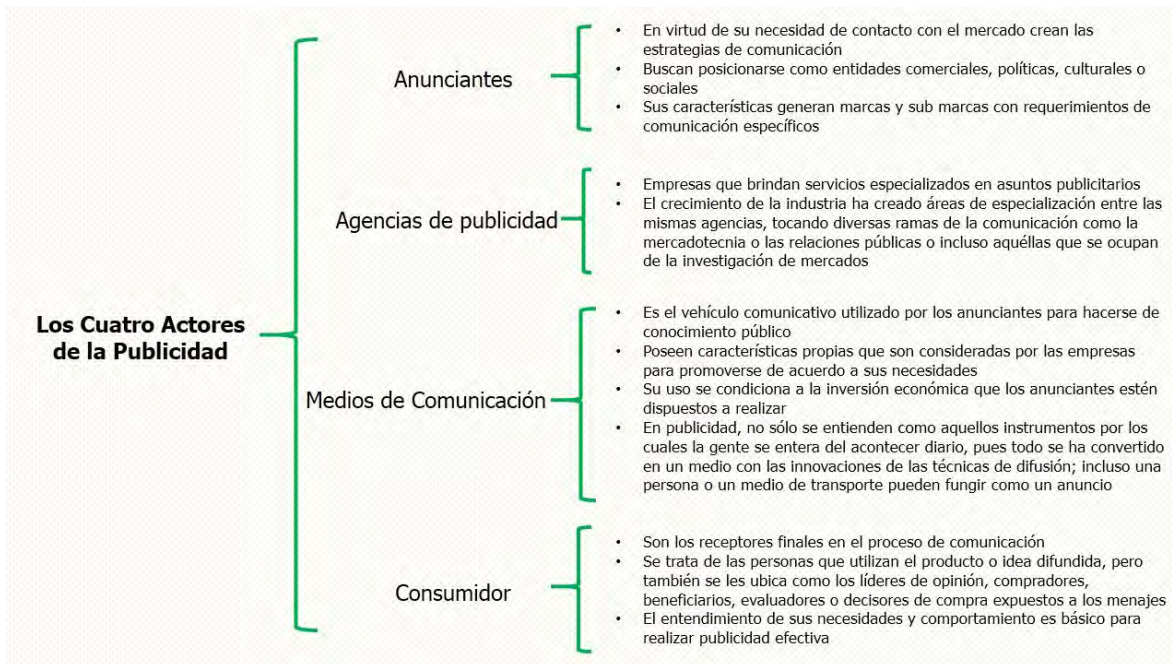 Los Cuatro Actores
de la Publicidad
Anunciantes
• En virtud de su necesidad de contacto con el mercado crean las
estrategias de comunicación
• Buscan posicionarse como entidades comerciales, políticas, culturales o
sociales
• Sus características generan marcas y sub marcas con requerimientos de
comunicación específicos
Agencias de publicidad
• Empresas que brindan servicios especializados en asuntos publicitarios
• El crecimiento de la industria ha creado áreas de especialización entre las
mismas agencias, tocando diversas ramas de la comunicación como la
mercadotecnia o las relaciones públicas o incluso aquéllas que se ocupan
de la investigación de mercados
Medios de Comunicación
• Es el vehículo comunicativo utilizado por los anunciantes para hacerse de
conocimiento público
• Poseen características propias que son consideradas por las empresas
para promoverse de acuerdo a sus necesidades
• Su uso se condiciona a la inversión económica que los anunciantes estén
dispuestos a realizar
• En publicidad, no sólo se entienden como aquellos instrumentos por los
cuales la gente se entera del acontecer diario, pues todo se ha convertido
en un medio con las innovaciones de las técnicas de difusión; incluso una
persona o un medio de transporte pueden fungir como un anuncio
Consumidor
• Son los receptores finales en el proceso de comunicación
• Se trata de las personas que utilizan el producto o idea difundida, pero
también se les ubica como los líderes de opinión, compradores,
beneficiarios, evaluadores o decisores de compra expuestos a los menajes
• El entendimiento de sus necesidades y comportamiento es básico para
realizar publicidad efectiva